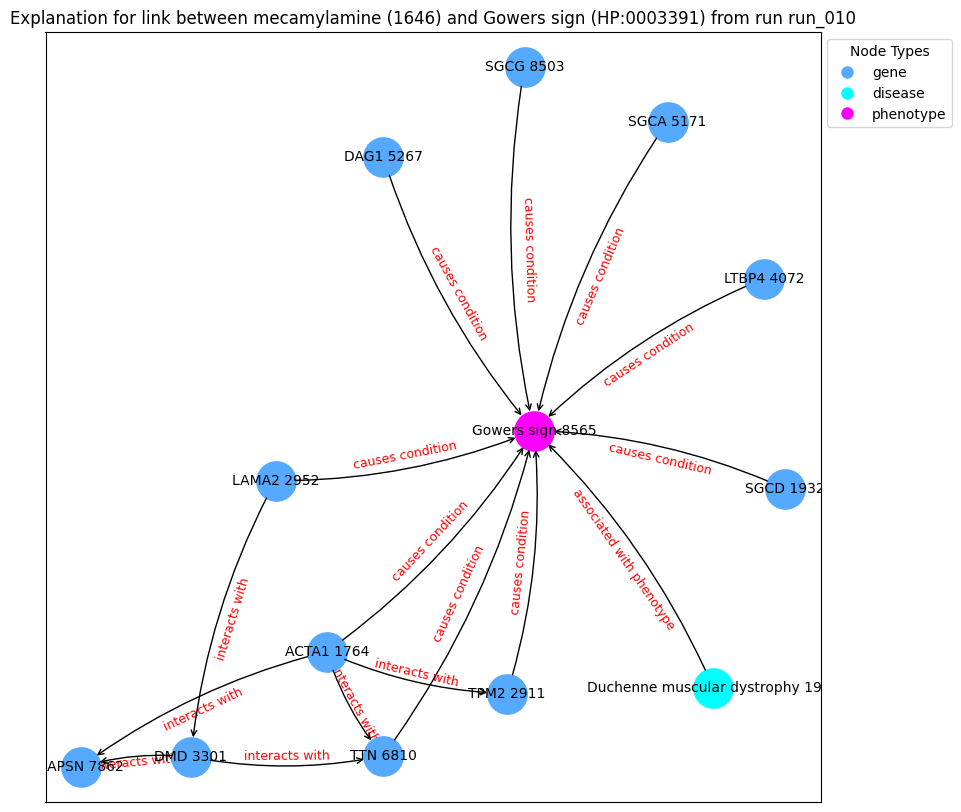 Explanation for link between mecamylamine (1646) and Gowers sign (HP:0003391) from run run_010
Node Types
gene
disease
phenotype
SGCG 8503
SGCA 5171
DAG1 5267
LTBP4 4072
causes condition
causes condition
causes condition
causes condition
Gowers sign 8565
causes condition
causes condition
LAMA2 2952
SGCD 1932
causes condition
associated with phenotype
causes condition
causes condition
interacts with
ACTA1 1764
interacts with
TPM2 2911
Duchenne muscular dystrophy 19
interacts with
interacts with
APSN 7862
DMD 3301
interacts with
TTN 6810